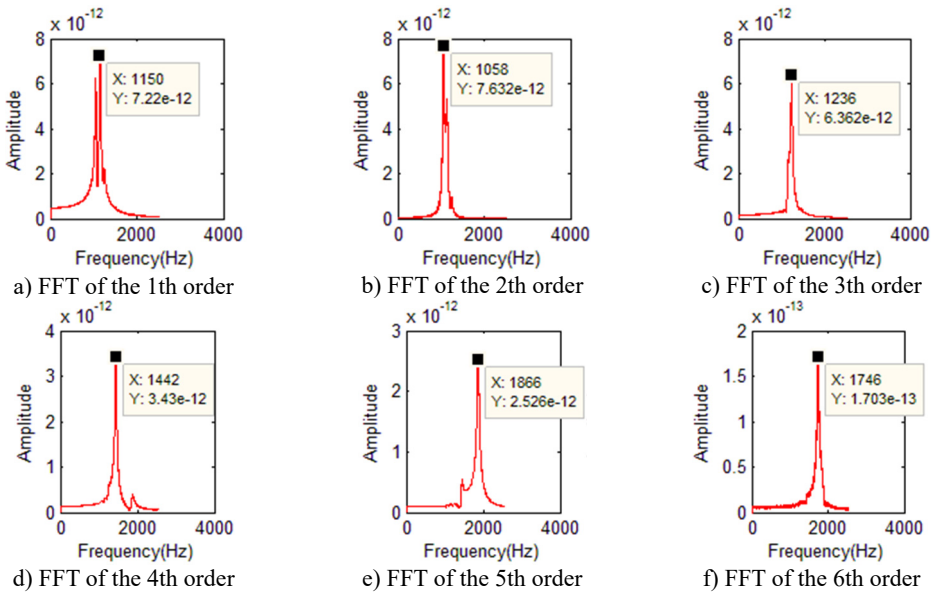 x 10^-12
8
6
4
2
0
0 2000 4000
Amplitude
Frequency(Hz)
X: 1150
Y: 7.22e-12
a) FFT of the 1th order
x 10^-12
8
6
4
2
0
0 2000 4000
Amplitude
Frequency(Hz)
X: 1058
Y: 7.632e-12
b) FFT of the 2th order
x 10^-12
8
6
4
2
0
0 2000 4000
Amplitude
Frequency(Hz)
X: 1236
Y: 6.362e-12
c) FFT of the 3th order
x 10^-12
4
3
2
1
0
0 2000 4000
Amplitude
Frequency(Hz)
X: 1442
Y: 3.43e-12
d) FFT of the 4th order
x 10^-12
3
2
1
0
0 2000 4000
Amplitude
Frequency(Hz)
X: 1866
Y: 2.526e-12
e) FFT of the 5th order
x 10^-13
2
1.5
1
0.5
0
0 2000 4000
Amplitude
Frequency(Hz)
X: 1746
Y: 1.703e-13
f) FFT of the 6th order